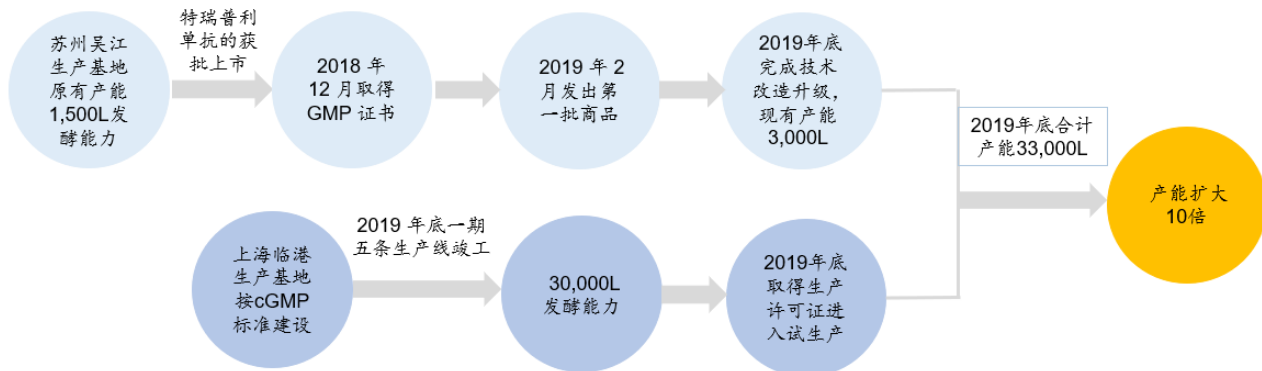 苏州吴江
生产基地
原有产能
1,500L发
酵能力
特瑞普利
单抗的获
批上市
2018 年
12 月取得
GMP 证书
2019 年 2
月发出第
一批商品
2019年底
完成技术
改造升级，
现有产能
3,000L
2019年底合计
产能33,000L
产能扩大
10倍
上海临港
生产基地
按cGMP
标准建设
2019 年底一期
五条生产线竣工
30,000L
发酵能力
2019年底
取得生产
许可证进
入试生产